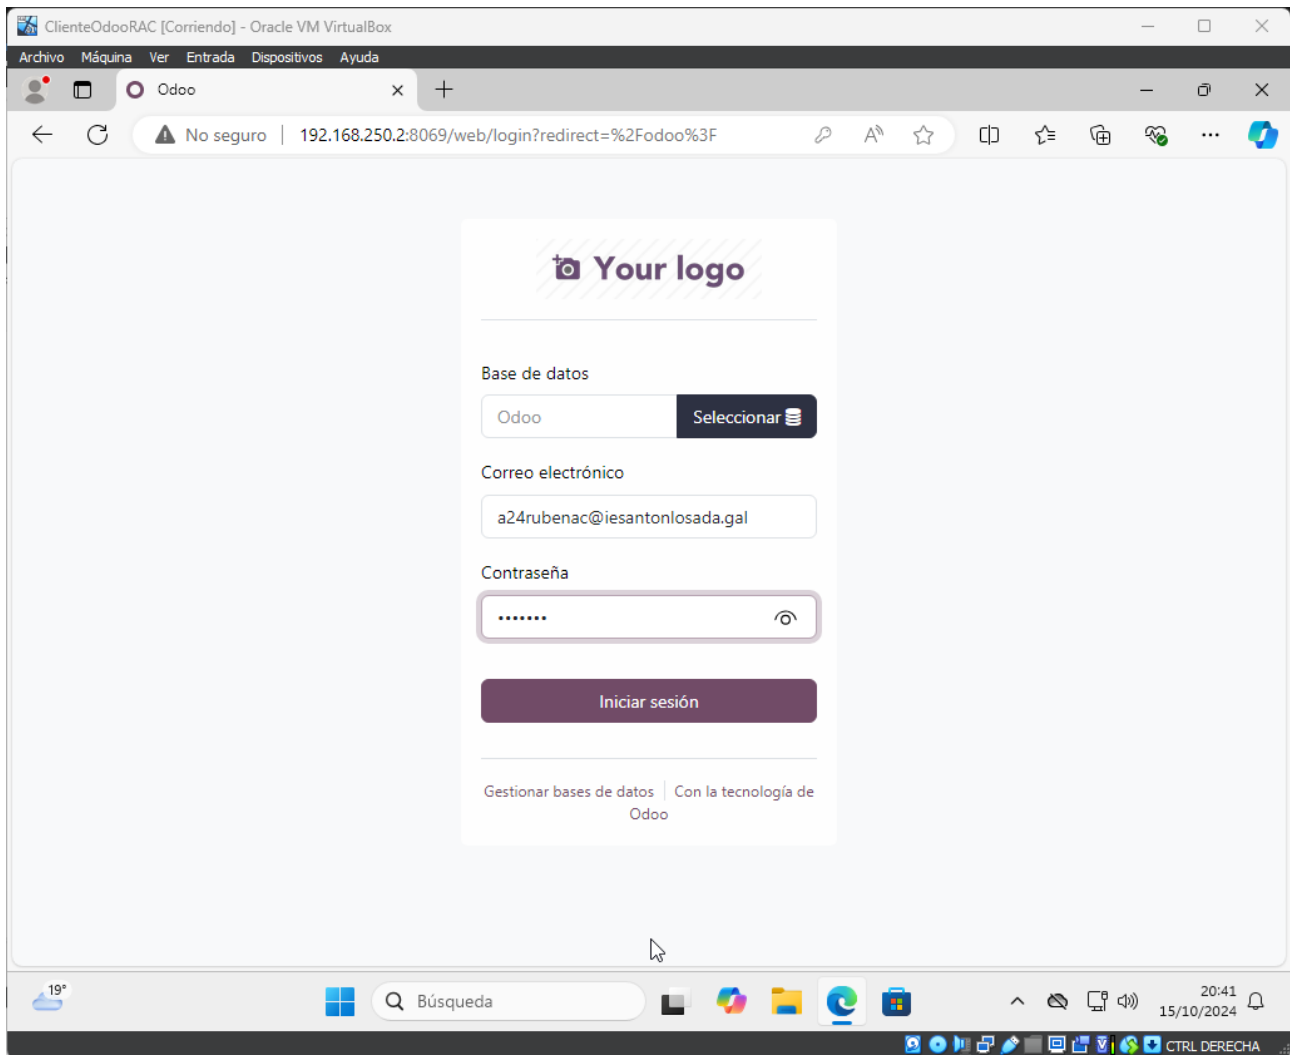 ClienteOdooRAC [Corriendo] - Oracle VM VirtualBox
Archivo Máquina Ver Entrada Dispositivos Ayuda
Odoo
No seguro 192.168.250.2:8069/web/login?redirect=%2Fodoo%3F
Your logo
Base de datos
Odoo Seleccionar
Correo electrónico
a24rubenac@iesantonlosada.gal
Contraseña
•••••••
Iniciar sesión
Gestionar bases de datos Con la tecnología de
Odoo
19°
Búsqueda
20:41
15/10/2024
CTRL DERECHA